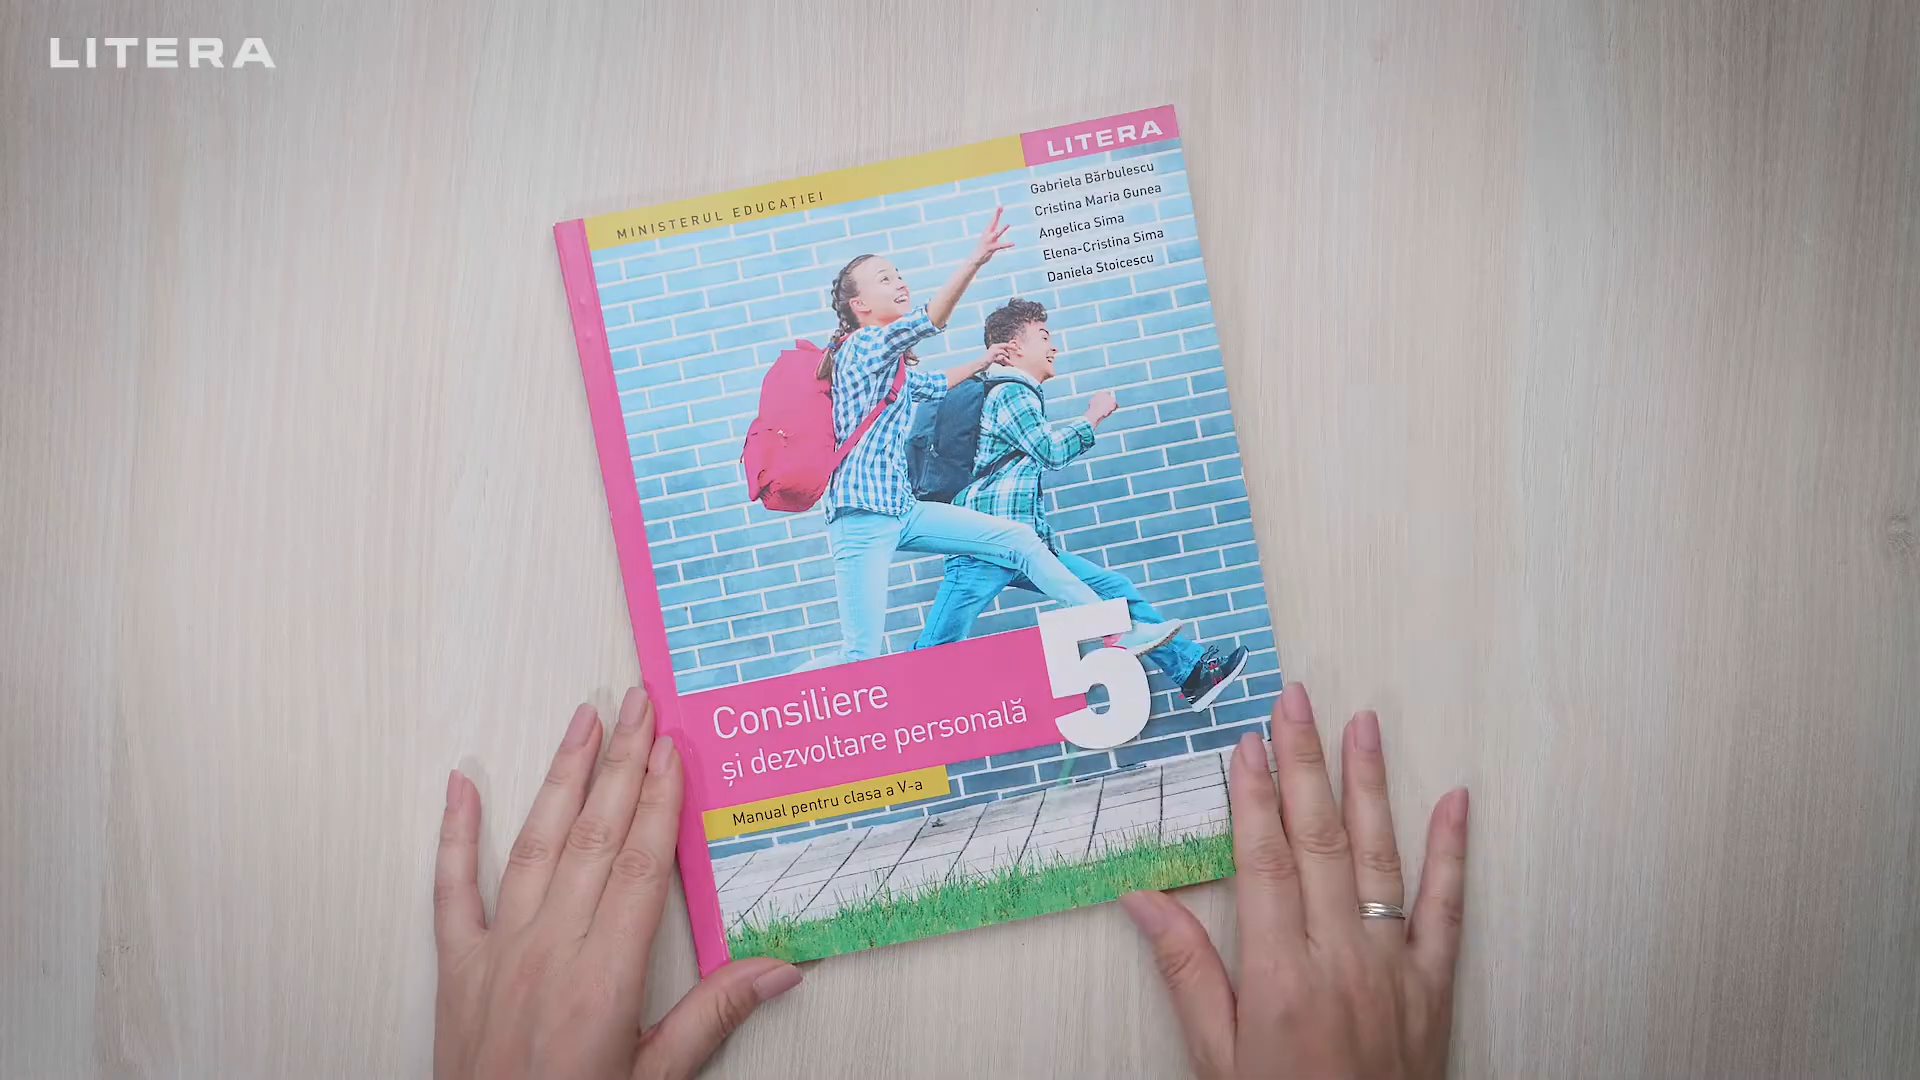 LITERA
LITERA
MINISTERUL EDUCAȚIEI
Gabriela Bărbulescu
Cristina Maria Gunea
Angelica Sima
Elena-Cristina Sima
Daniela Stoicescu
5
Consiliere
și dezvoltare personală
Manual pentru clasa a V-a